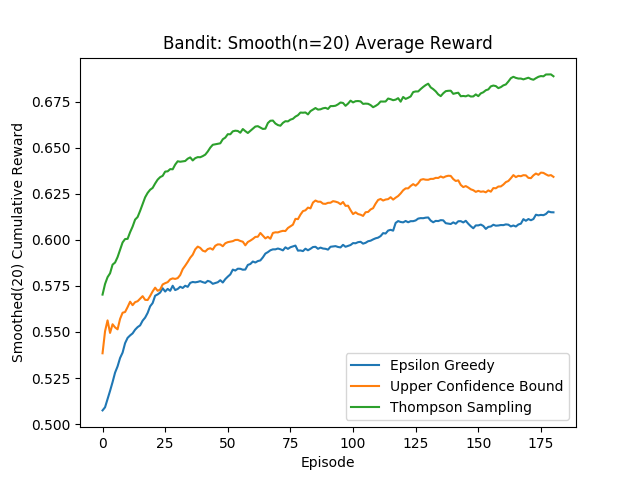 Bandit: Smooth(n=20) Average Reward
Smoothed(20) Cumulative Reward
0.675
0.650
0.625
0.600
0.575
0.550
0.525
0.500
Epsilon Greedy
Upper Confidence Bound
Thompson Sampling
0 25 50 75 100 125 150 175
Episode